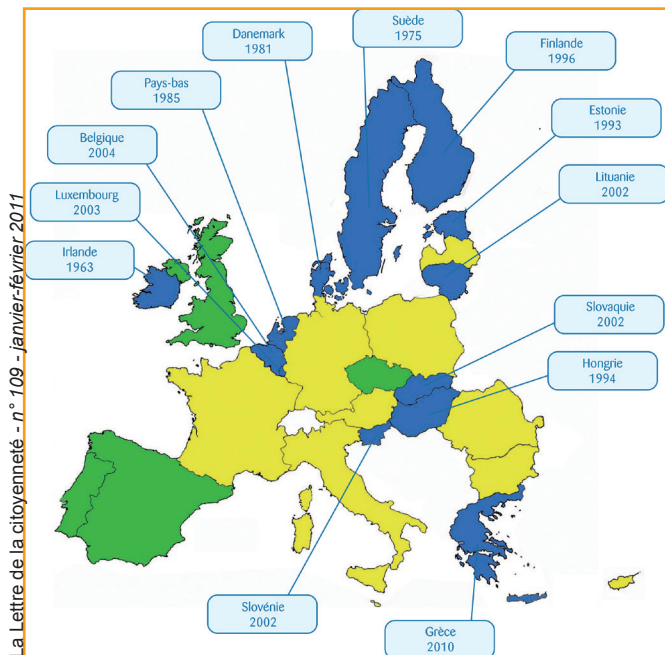 Suède
1975
Danemark
1981
Finlande
1996
Pays-bas
1985
Estonie
1993
Belgique
2004
Lituanie
2002
Luxembourg
2003
Irlande
1963
Slovaquie
2002
Hongrie
1994
Slovénie
2002
Grèce
2010
La Lettre de la citoyenneté - n° 109 - janvier-février 2011